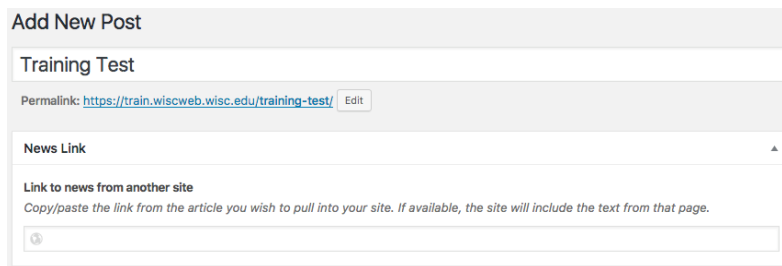 Add New Post
Training Test
Permalink: https://train.wiscweb.wisc.edu/training-test/ Edit
News Link
Link to news from another site
Copy/paste the link from the article you wish to pull into your site. If available, the site will include the text from that page.